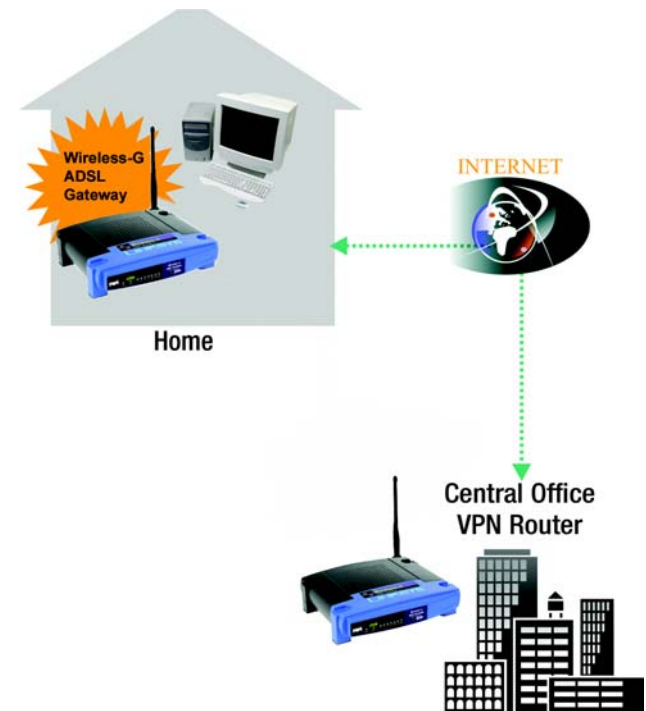 Wireless-G
ADSL
Gateway
INTERNET
Home
Central Office
VPN Router